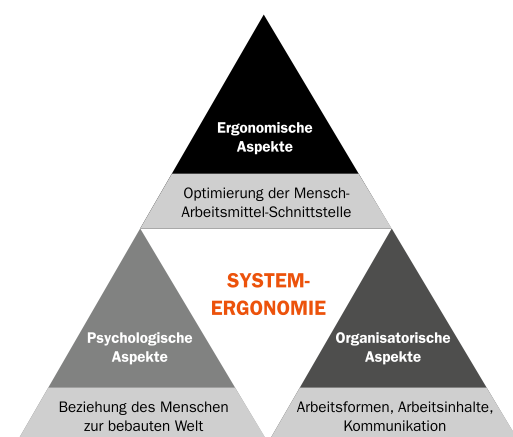 Ergonomische
Aspekte
Optimierung der Mensch-
Arbeitsmittel-Schnittstelle
SYSTEM-
ERGONOMIE
Psychologische
Aspekte
Beziehung des Menschen
zur bebauten Welt
Organisatorische
Aspekte
Arbeitsformen, Arbeitsinhalte,
Kommunikation